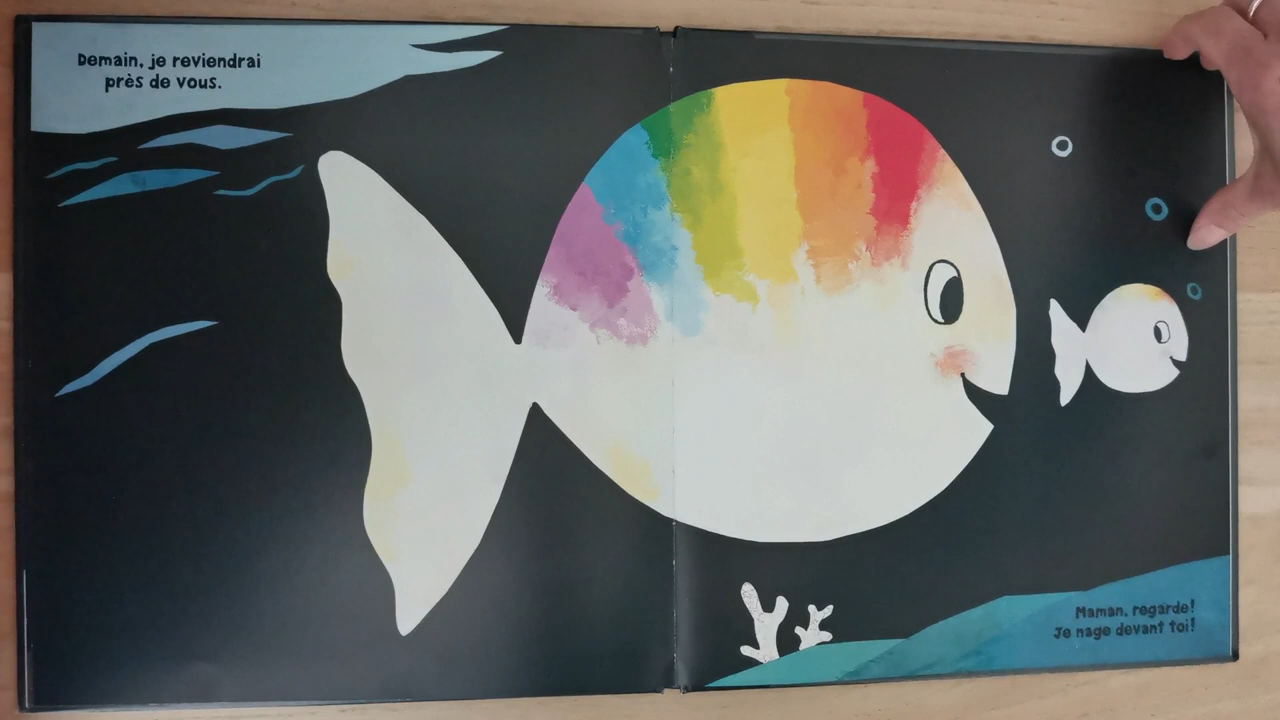 Demain, je reviendrai
près de vous.
Maman, regarde!
Je nage devant toi!